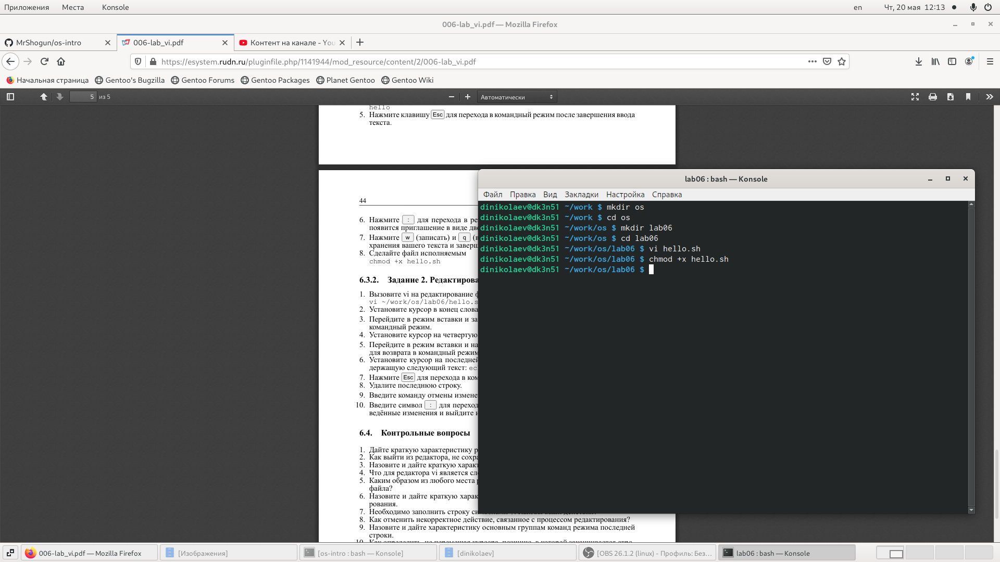 Приложения Места Konsole en Чт, 20 мая 12:13
006-lab_vi.pdf — Mozilla Firefox
MrShogun/os-intro 006-lab_vi.pdf Контент на канале - You
https://esystem.rudn.ru/pluginfile.php/1141944/mod_resource/content/2/006-lab_vi.pdf
Начальная страница Gentoo's Bugzilla Gentoo Forums Gentoo Packages Planet Gentoo Gentoo Wiki
5 из 5 Автоматически
hello
5. Нажмите клавишу Esc для перехода в командный режим после завершения ввода
текста.
44
6. Нажмите : для перехода в ре
появится приглашение в виде дво
7. Нажмите w (записать) и q (в
хранения вашего текста и заверш
8. Сделайте файл исполняемым
chmod +x hello.sh
6.3.2. Задание 2. Редактирова
1. Вызовите vi на редактирование ф
vi ~/work/os/lab06/hello.s
2. Установите курсор в конец слова
3. Перейдите в режим вставки и за
командный режим.
4. Установите курсор на четвертую
5. Перейдите в режим вставки и на
для возврата в командный режим
6. Установите курсор на последней
держащую следующий текст: ec
7. Нажмите Esc для перехода в ком
8. Удалите последнюю строку.
9. Введите команду отмены измене
10. Введите символ : для переход
ведённые изменения и выйдите и
6.4. Контрольные вопросы
1. Дайте краткую характеристику р
2. Как выйти из редактора, не сохра
3. Назовите и дайте краткую характ
4. Что для редактора vi является сло
5. Каким образом из любого места р
файла?
6. Назовите и дайте краткую харак
рования.
7. Необходимо заполнить строку
8. Как отменить некорректное действие, связанное с процессом редактирования?
9. Назовите и дайте характеристику основным группам команд режима последней
строки.
10. Как определить, не перемещая курсора, позицию, в которой заканчивается стро-
lab06 : bash — Konsole
Файл Правка Вид Закладки Настройка Справка
dinikolaev@dk3n51 ~/work $ mkdir os
dinikolaev@dk3n51 ~/work $ cd os
dinikolaev@dk3n51 ~/work/os $ mkdir lab06
dinikolaev@dk3n51 ~/work/os $ cd lab06
dinikolaev@dk3n51 ~/work/os/lab06 $ vi hello.sh
dinikolaev@dk3n51 ~/work/os/lab06 $ chmod +x hello.sh
dinikolaev@dk3n51 ~/work/os/lab06 $
006-lab_vi.pdf — Mozilla Firefox [Изображения] [os-intro : bash — Konsole] [dinikolaev] [OBS 26.1.2 (linux) - Профиль: Без... lab06 : bash — Konsole